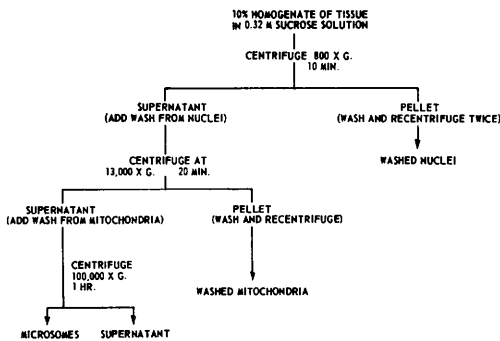 10% HOMOGENATE OF TISSUE
IN 0.32 M SUCROSE SOLUTION
CENTRIFUGE 800 X G.
10 MIN.
SUPERNATANT
(ADD WASH FROM NUCLEI)
PELLET
(WASH AND RECENTRIFUGE TWICE)
WASHED NUCLEI
CENTRIFUGE AT
13,000 X G. 20 MIN.
SUPERNATANT
(ADD WASH FROM MITOCHONDRIA)
PELLET
(WASH AND RECENTRIFUGE)
CENTRIFUGE
100,000 X G.
1 HR.
WASHED MITOCHONDRIA
MICROSOMES
SUPERNATANT